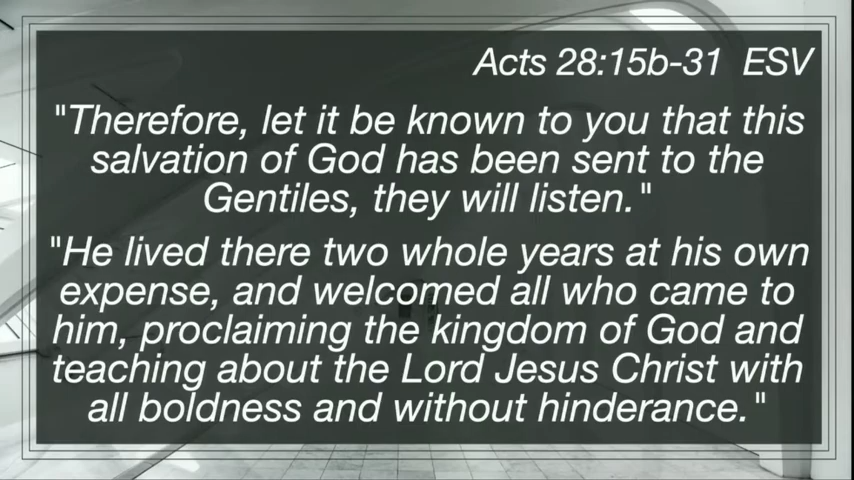 Acts 28:15b-31 ESV
"Therefore, let it be known to you that this
salvation of God has been sent to the
Gentiles, they will listen."
"He lived there two whole years at his own
expense, and welcomed all who came to
him, proclaiming the kingdom of God and
teaching about the Lord Jesus Christ with
all boldness and without hinderance."